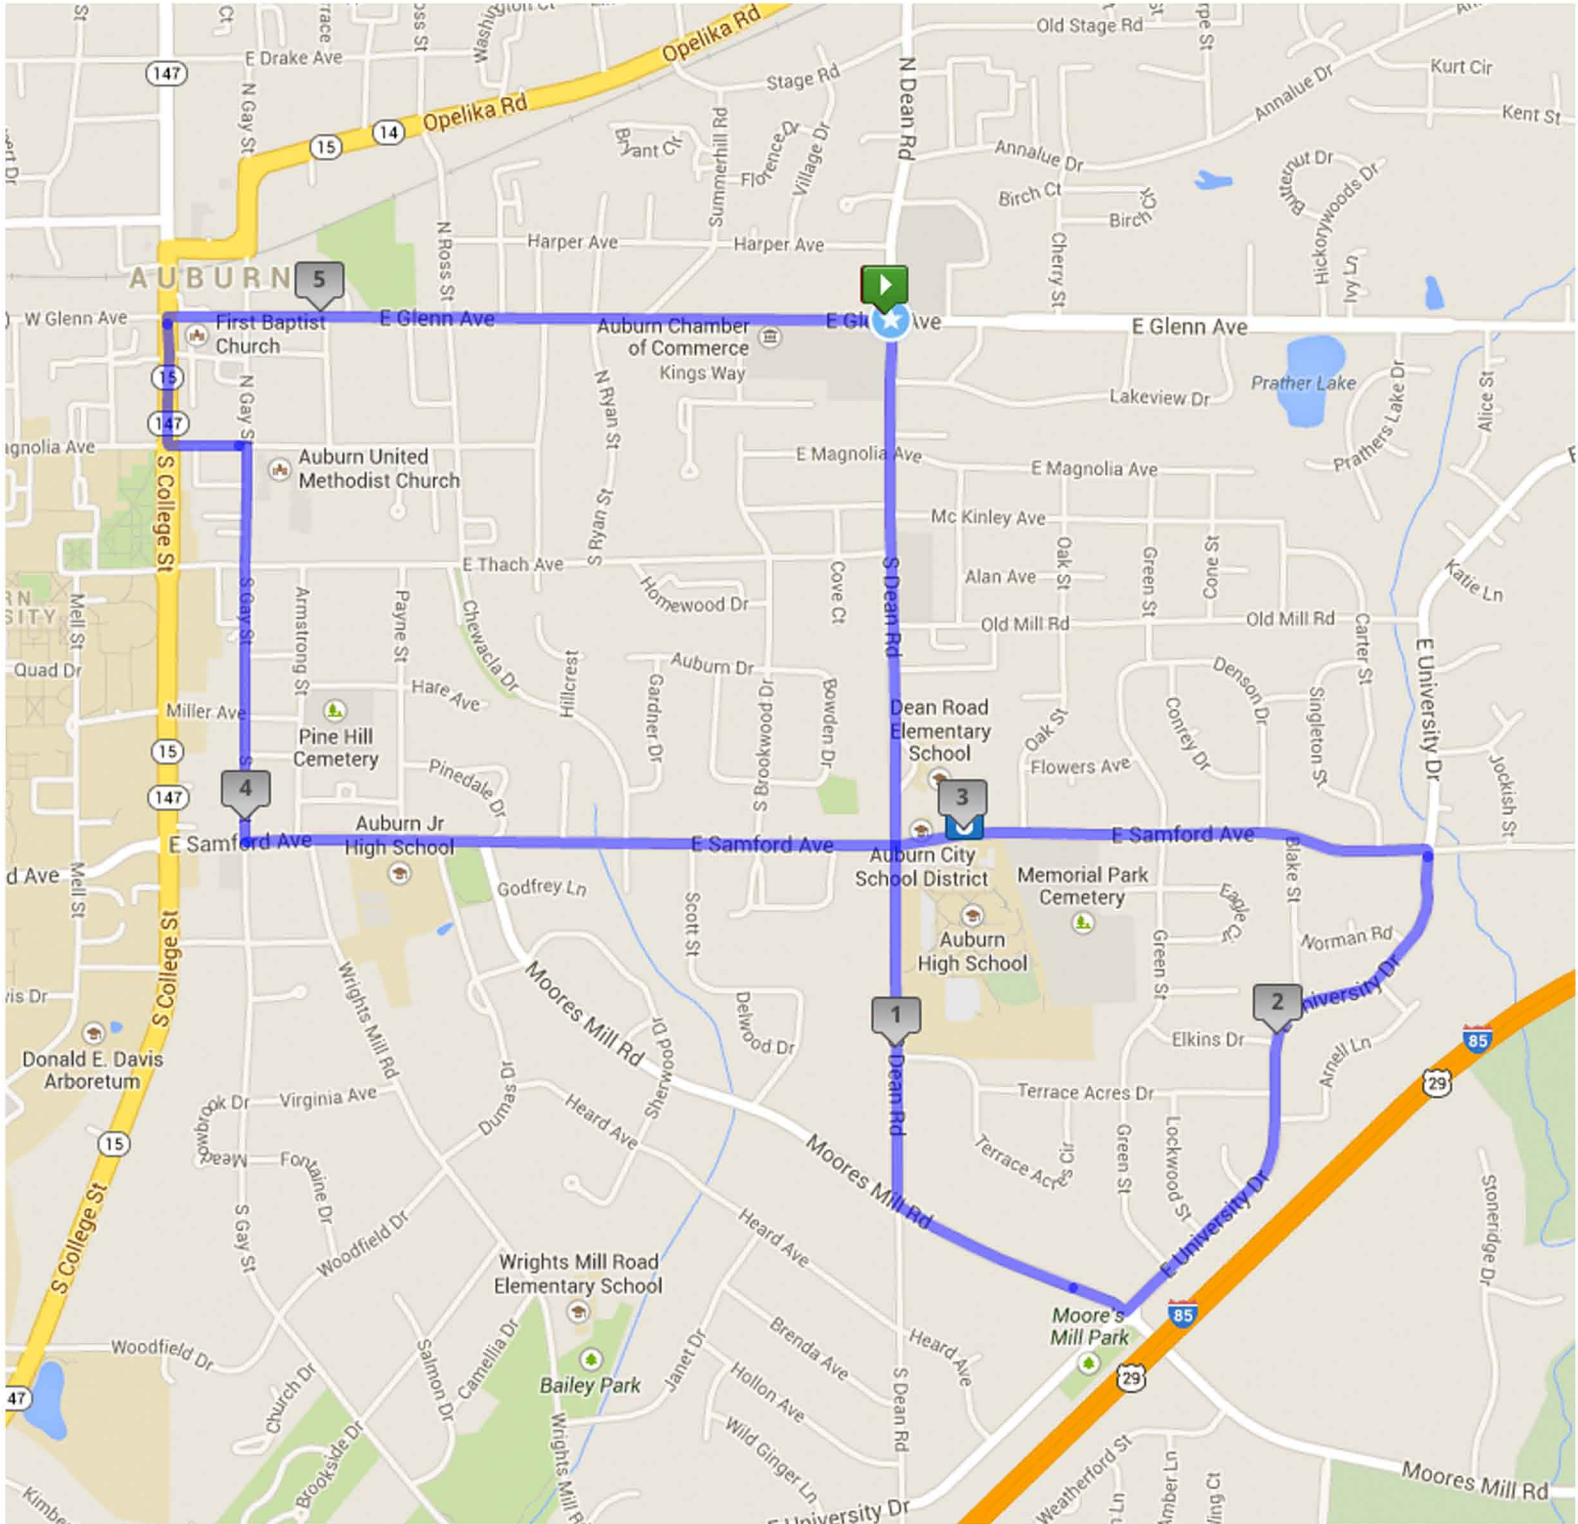 Opelika Rd
Old Stage Rd
E Drake Ave
147
Stage Rd
N Dean Rd
Kurt Cir
Annalue Dr
Kent St
N Gay St
Opelika Rd
14
15
Bryant Cir
Summerhill Rd
Florence Dr
Village Dr
Annalue Dr
Butternut Dr
Hickorywoods Dr
Birch Ct
Birch Cir
Harper Ave
Harper Ave
N Ross St
Cherry St
Ivy Ln
AUBURN
5
W Glenn Ave
First Baptist
Church
E Glenn Ave
Auburn Chamber
of Commerce
Kings Way
E Glenn Ave
Prather Lake
Lakeview Dr
Prathers Lake Dr
Alice St
15
147
N Gay St
N Ryan St
Auburn United
Methodist Church
E Magnolia Ave
E Magnolia Ave
S College St
S Ryan St
Mc Kinley Ave
E Thach Ave
Homewood Dr
Cove Ct
S Dean Rd
Alan Ave
Oak St
Green St
Cone St
Katie Ln
Old Mill Rd
Old Mill Rd
Mell St
S Gay St
Armstrong St
Payne St
Chewacla Dr
Hillcrest
Carter St
E University Dr
Quad Dr
Auburn Dr
Hare Ave
Gardner Dr
S Brookwood Dr
Bowden Dr
Denson Dr
Singleton St
Conrey Dr
Miller Ave
Pine Hill
Cemetery
Dean Road
Elementary
School
Oak St
Flowers Ave
Jockish St
15
147
Pinedale Dr
4
3
Auburn Jr
High School
E Samford Ave
E Samford Ave
E Samford Ave
Auburn City
School District
Memorial Park
Cemetery
Blake St
Mell St
Godfrey Ln
Scott St
Eagle Cir
Auburn
High School
Norman Rd
Green St
S College St
Wrights Mill Rd
Moores Mill Rd
Delwood Dr
Sherwood Dr
1
2
E University Dr
Elkins Dr
Arnell Ln
85
29
Donald E. Davis
Arboretum
Virginia Ave
Dumas Dr
Heard Ave
Dean Rd
Terrace Acres Dr
Terrace Acres Cir
Lockwood St
Green St
15
Meadowbrook Dr
Fontaine Dr
Moores Mill Rd
E University Dr
Stoneridge Dr
S Gay St
Woodfield Dr
Heard Ave
S College St
Wrights Mill Road
Elementary School
Moore's
Mill Park
85
29
Woodfield Dr
Salmon Dr
Camellia Dr
Bailey Park
Janet Dr
Brenda Ave
Heard Ave
S Dean Rd
Hollon Ave
Church Dr
Brookside Dr
Wrights Mill R
Wild Ginger Ln
Weatherford St
Moores Mill Rd
E University Dr